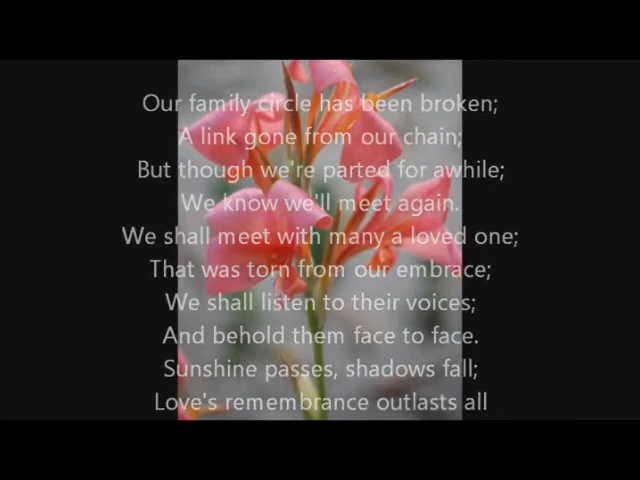 Our family circle has been broken;
A link gone from our chain;
But though we're parted for awhile;
We know we'll meet again.
We shall meet with many a loved one;
That was torn from our embrace;
We shall listen to their voices;
And behold them face to face.
Sunshine passes, shadows fall;
Love's remembrance outlasts all